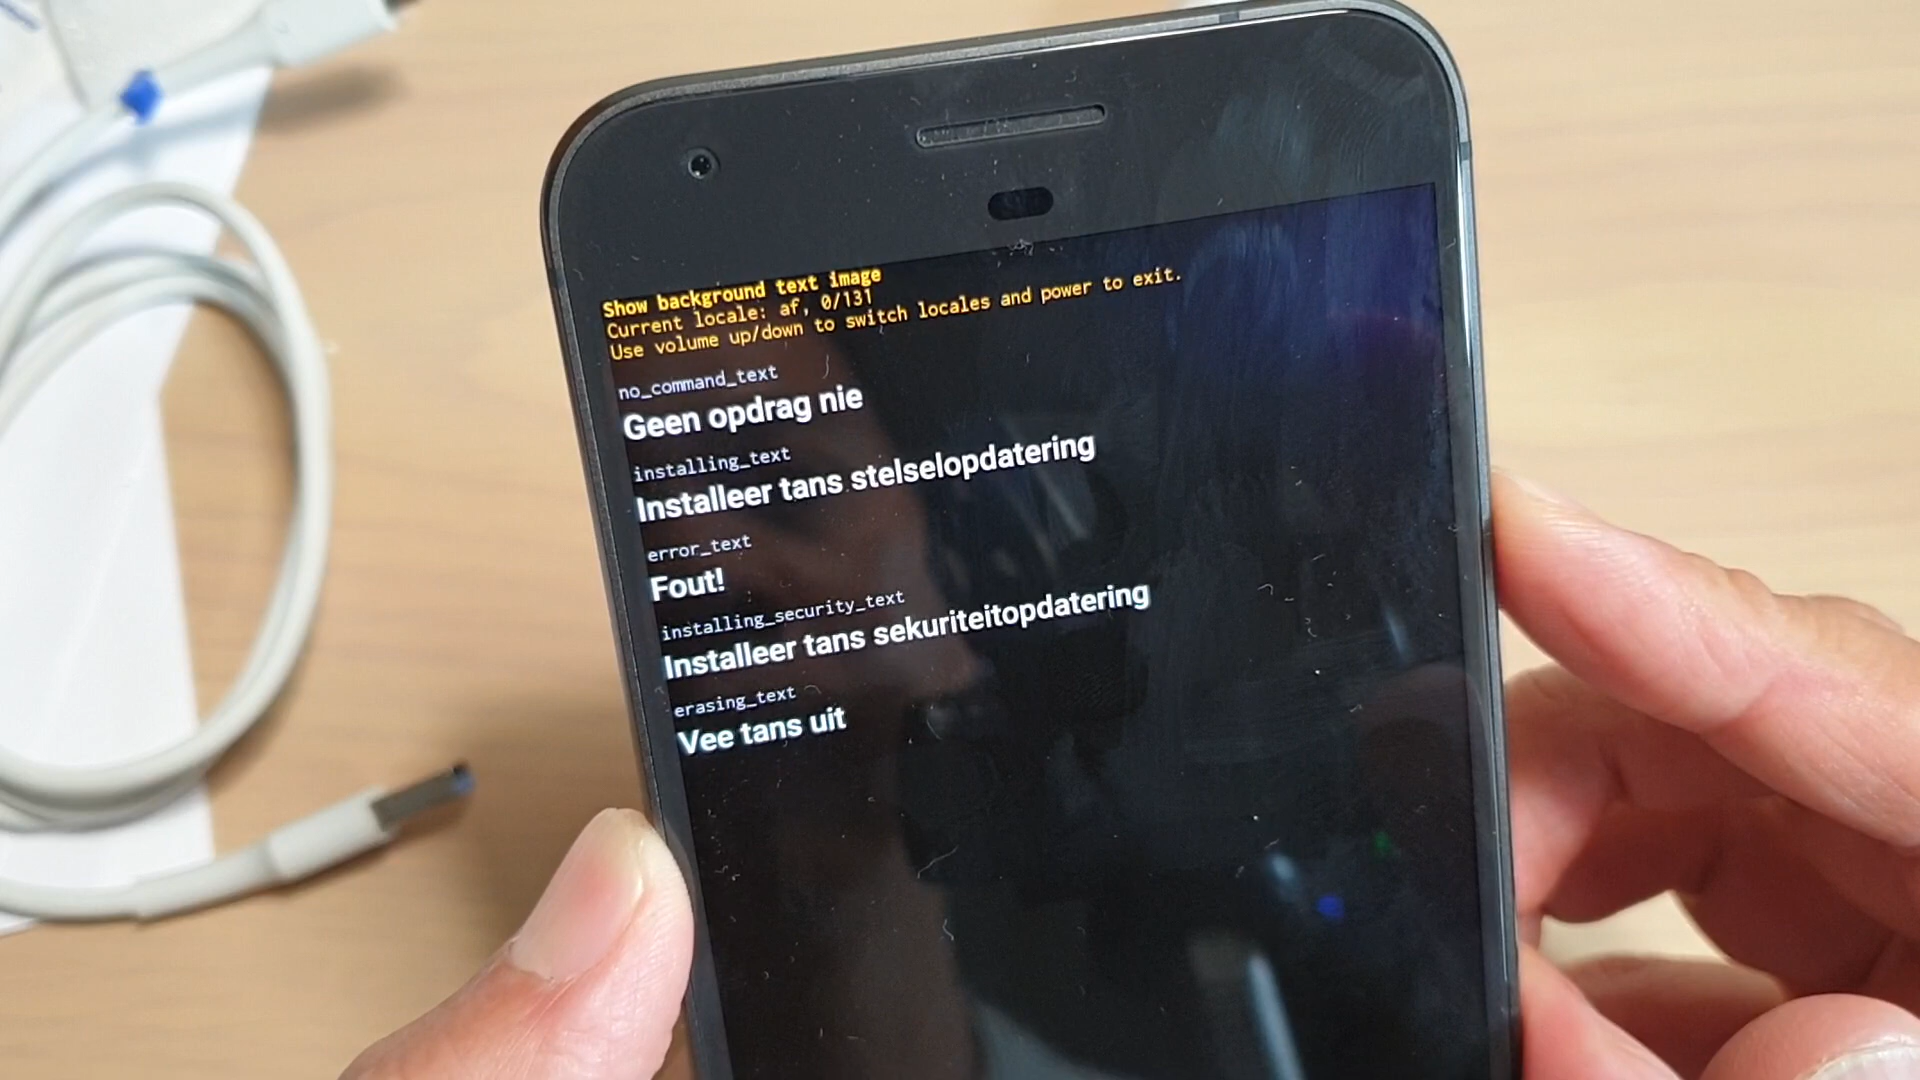 Show background text image
Current locale: af, 0/131
Use volume up/down to switch locales and power to exit.
no_command_text
Geen opdrag nie
installing_text
Installeer tans stelselopdatering
error_text
Fout!
installing_security_text
Installeer tans sekuriteitopdatering
erasing_text
Vee tans uit